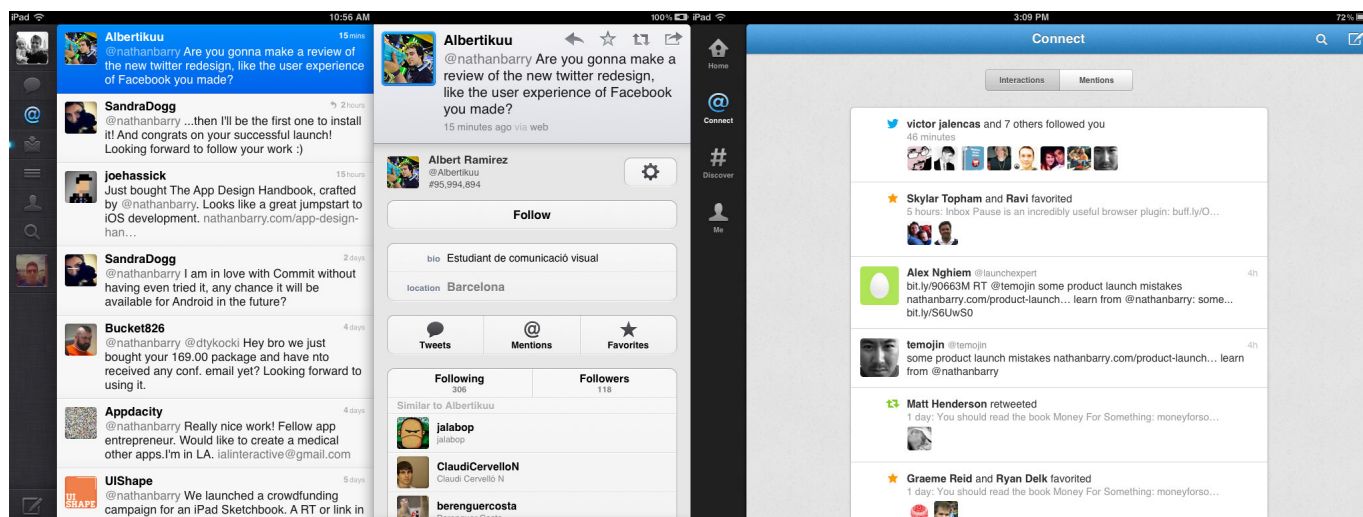 iPad
10:56 AM
100%
Albertikuu
15 mins
@nathanbarry Are you gonna make a review of
the new twitter redesign, like the user experience
of Facebook you made?
SandraDogg
2 hours
@nathanbarry ...then I'll be the first one to install
it! And congrats on your successful launch!
Looking forward to follow your work :)
joehassick
15 hours
Just bought The App Design Handbook, crafted
by @nathanbarry. Looks like a great jumpstart to
iOS development. nathanbarry.com/app-design-
han…
SandraDogg
2 days
@nathanbarry I am in love with Commit without
having even tried it, any chance it will be
available for Android in the future?
Bucket826
4 days
@nathanbarry @dtykocki Hey bro we just
bought your 169.00 package and have nto
received any conf. email yet? Looking forward to
using it.
Appdacity
4 days
@nathanbarry Really nice work! Fellow app
entrepreneur. Would like to create a medical
other apps.I'm in LA. ialinteractive@gmail.com
UI
SHAPE
UIShape
5 days
@nathanbarry We launched a crowdfunding
campaign for an iPad Sketchbook. A RT or link in
Albertikuu
@nathanbarry Are you gonna make a
review of the new twitter redesign,
like the user experience of Facebook
you made?
15 minutes ago via web
Albert Ramirez
@Albertikuu
#95,994,894
Follow
bio Estudiant de comunicació visual
location Barcelona
Tweets
@
Mentions
Favorites
Following
306
Followers
118
Similar to Albertikuu
jalabop
jalabop
ClaudiCervelloN
Claudi Cervelló N
berenguercosta
iPad
3:09 PM
72%
Home
@
Connect
#
Discover
Me
Connect
Interactions
Mentions
victor jalencas and 7 others followed you
46 minutes
Skylar Topham and Ravi favorited
5 hours: Inbox Pause is an incredibly useful browser plugin: buff.ly/O…
Alex Nghiem @launchexpert
4h
bit.ly/90663M RT @temojin some product launch mistakes
nathanbarry.com/product-launch… learn from @nathanbarry: some...
bit.ly/S6UwS0
temojin @temojin
4h
some product launch mistakes nathanbarry.com/product-launch… learn
from @nathanbarry
Matt Henderson retweeted
1 day: You should read the book Money For Something: moneyforso…
Graeme Reid and Ryan Delk favorited
1 day: You should read the book Money For Something: moneyforso…